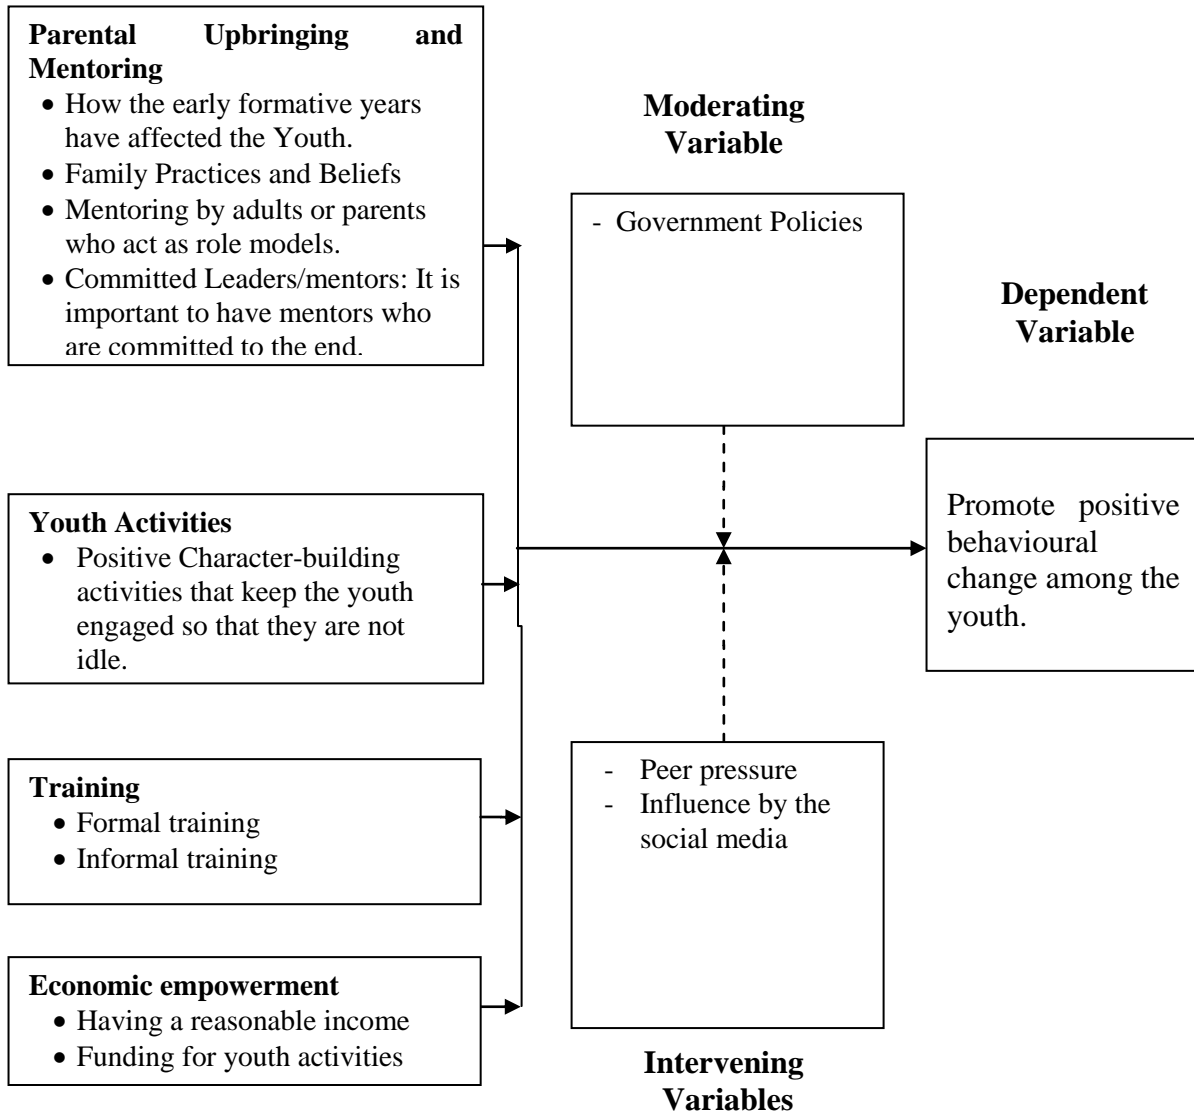 Parental Upbringing and
Mentoring
• How the early formative years
have affected the Youth.
• Family Practices and Beliefs
• Mentoring by adults or parents
who act as role models.
• Committed Leaders/mentors: It is
important to have mentors who
are committed to the end.
Youth Activities
• Positive Character-building
activities that keep the youth
engaged so that they are not
idle.
Training
• Formal training
• Informal training
Economic empowerment
• Having a reasonable income
• Funding for youth activities
Moderating
Variable
- Government Policies
- Peer pressure
- Influence by the
social media
Intervening
Variables
Dependent
Variable
Promote positive
behavioural
change among the
youth.